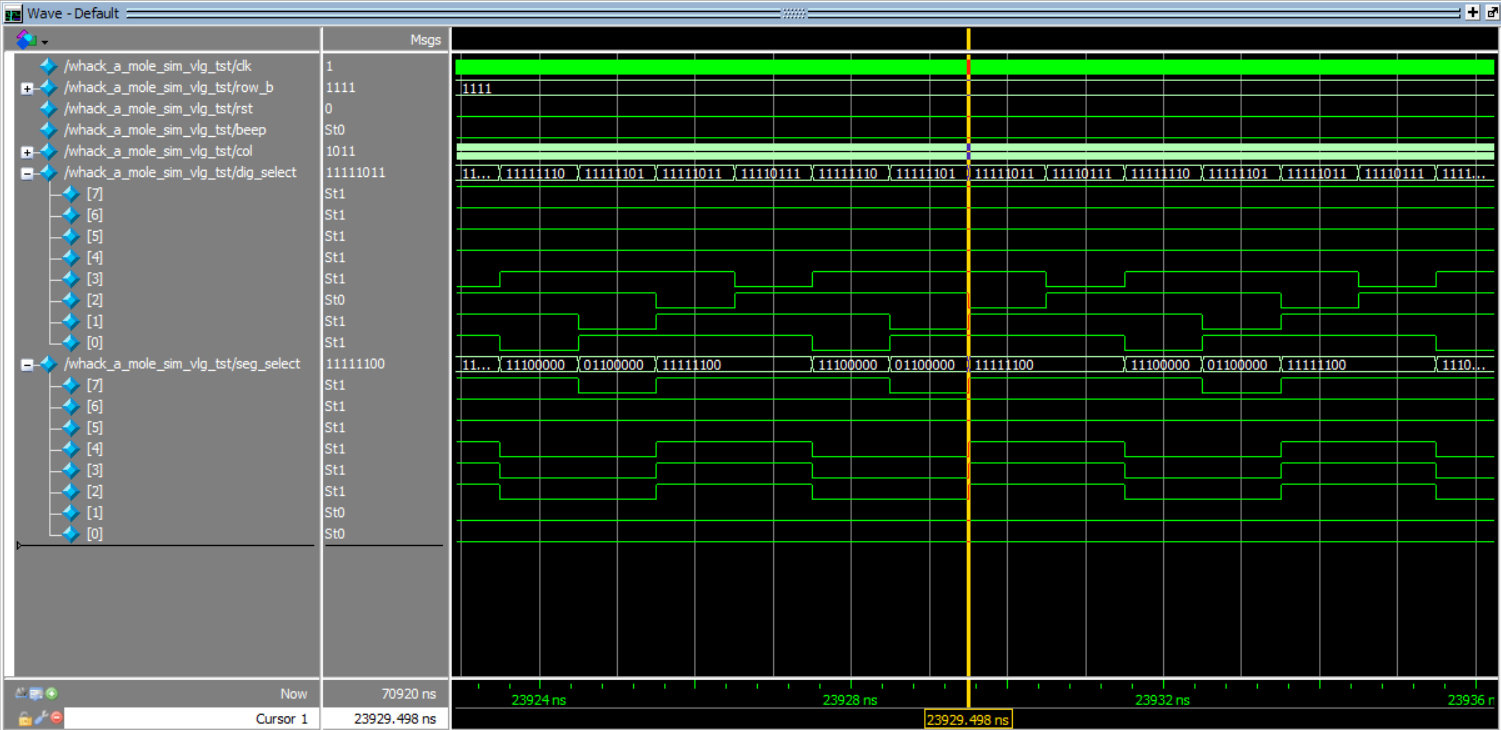 Wave - Default
Msgs
/whack_a_mole_sim_vlg_tst/clk 1
/whack_a_mole_sim_vlg_tst/row_b 1111 1111
/whack_a_mole_sim_vlg_tst/rst 0
/whack_a_mole_sim_vlg_tst/beep St0
/whack_a_mole_sim_vlg_tst/col 1011
/whack_a_mole_sim_vlg_tst/dig_select 11111011 11... 11111110 11111101 11111011 11110111 11111110 11111101 11111011 11110111 11111110 11111101 11111011 11110111 1111...
[7] St1
[6] St1
[5] St1
[4] St1
[3] St1
[2] St0
[1] St1
[0] St1
/whack_a_mole_sim_vlg_tst/seg_select 11111100 11... 11100000 01100000 11111100 11100000 01100000 11111100 11100000 01100000 11111100 1110...
[7] St1
[6] St1
[5] St1
[4] St1
[3] St1
[2] St1
[1] St0
[0] St0
Now 70920 ns 23924 ns 23928 ns 23932 ns 23936 n
Cursor 1 23929.498 ns 23929.498 ns